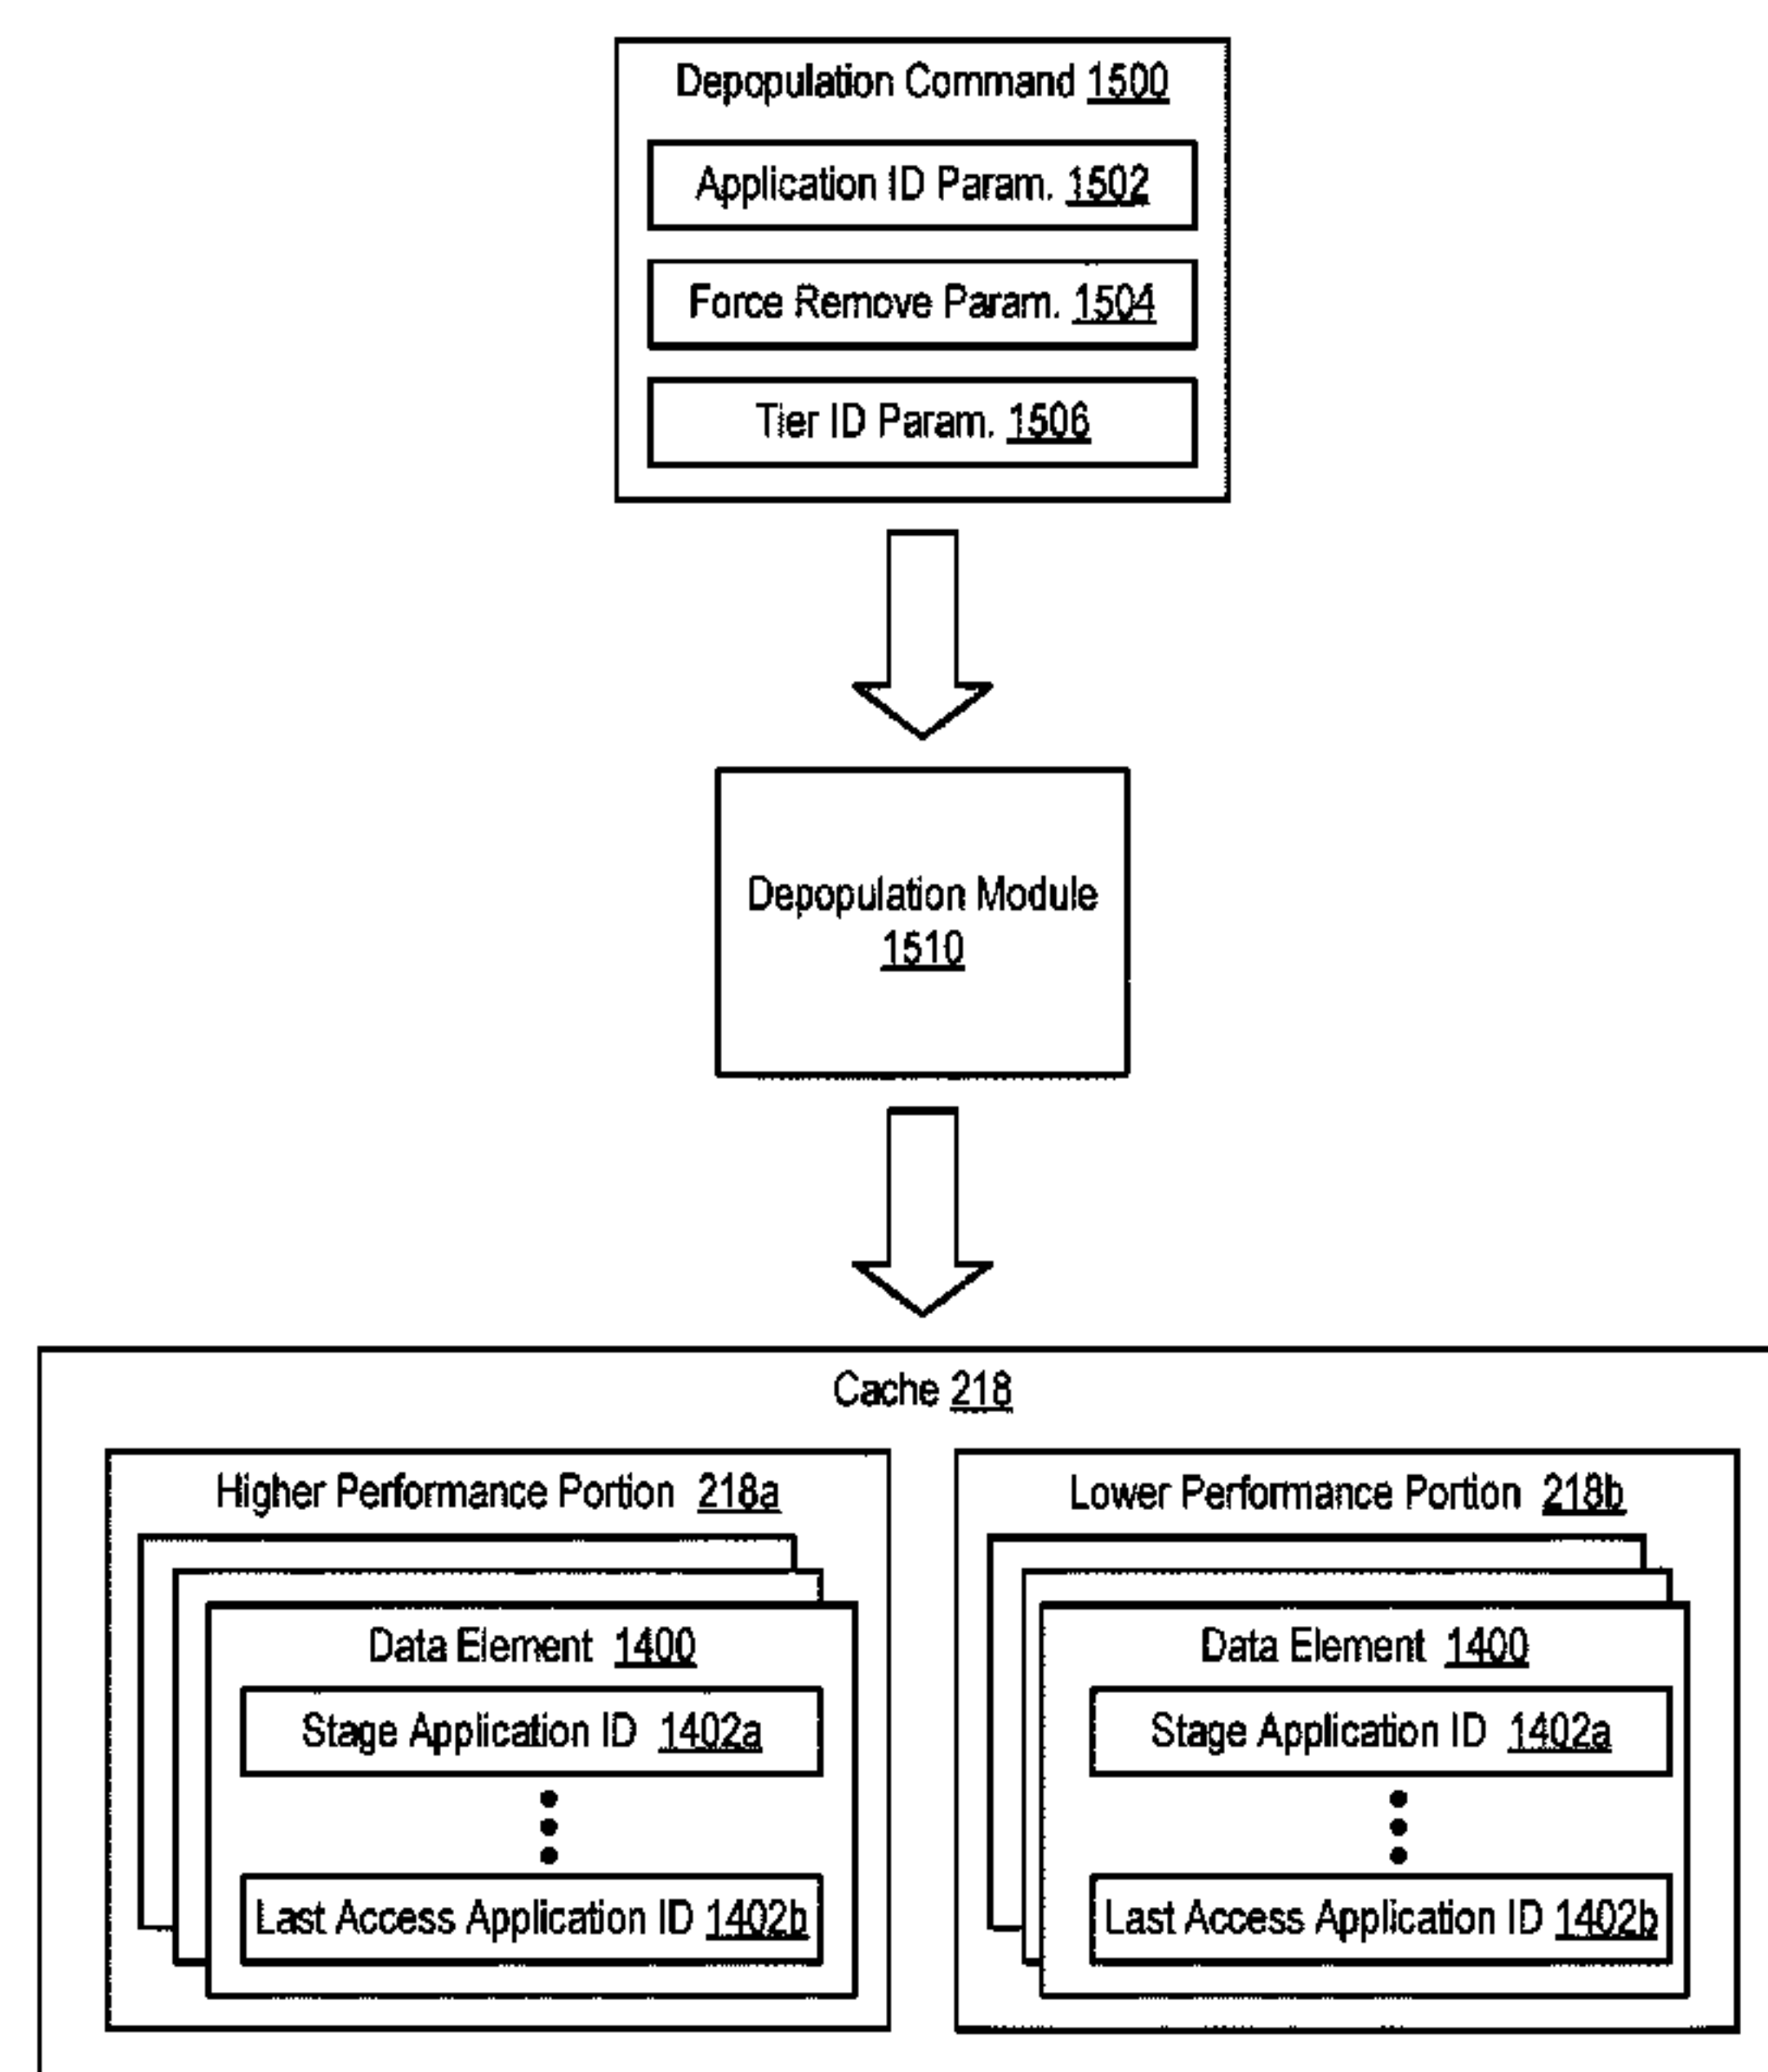 Depopulation Command 1500
Application ID Param. 1502
Force Remove Param. 1504
Tier ID Param. 1506
Depopulation Module
1510
Cache 218
Higher Performance Portion 218a
Data Element 1400
Stage Application ID 1402a
Last Access Application ID 1402b
Lower Performance Portion 218b
Data Element 1400
Stage Application ID 1402a
Last Access Application ID 1402b